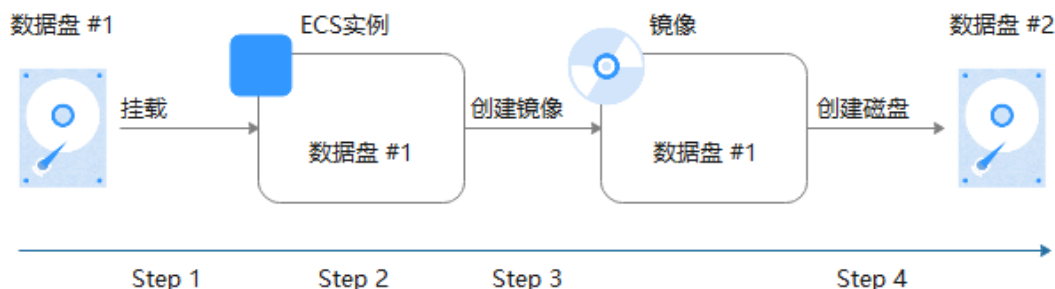 数据盘 #1
ECS实例
镜像
数据盘 #2
挂载
创建镜像
创建磁盘
数据盘 #1
数据盘 #1
Step 1
Step 2
Step 3
Step 4